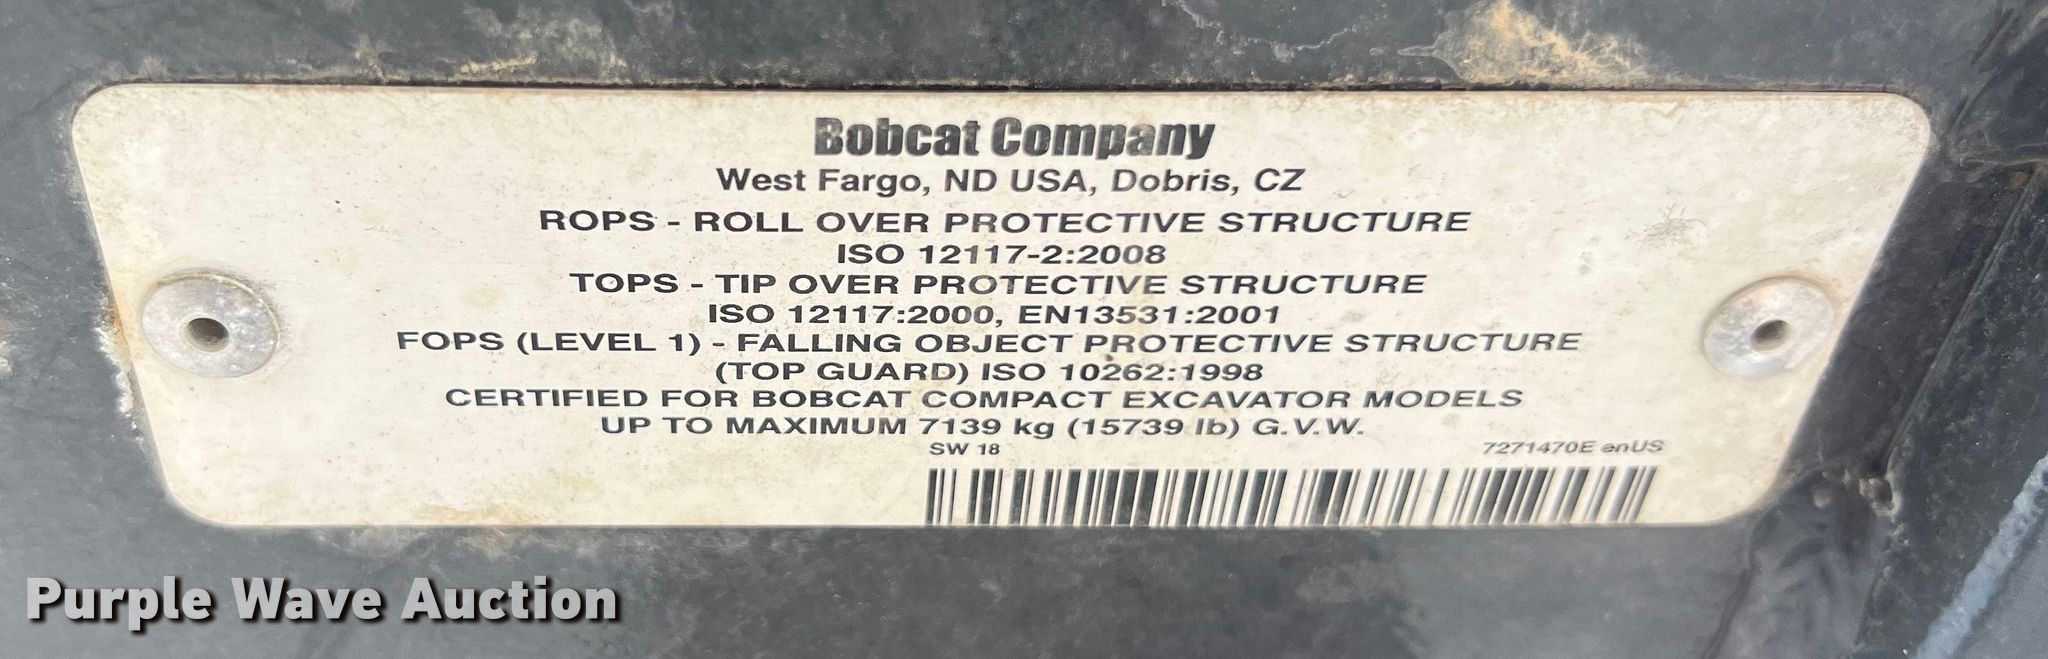 Bobcat Company
West Fargo, ND USA, Dobris, CZ
ROPS - ROLL OVER PROTECTIVE STRUCTURE
ISO 12117-2:2008
TOPS - TIP OVER PROTECTIVE STRUCTURE
ISO 12117:2000, EN13531:2001
FOPS (LEVEL 1) - FALLING OBJECT PROTECTIVE STRUCTURE
(TOP GUARD) ISO 10262:1998
CERTIFIED FOR BOBCAT COMPACT EXCAVATOR MODELS
UP TO MAXIMUM 7139 kg (15739 lb) G.V.W.
SW 18 7271470E enUS
Purple Wave Auction